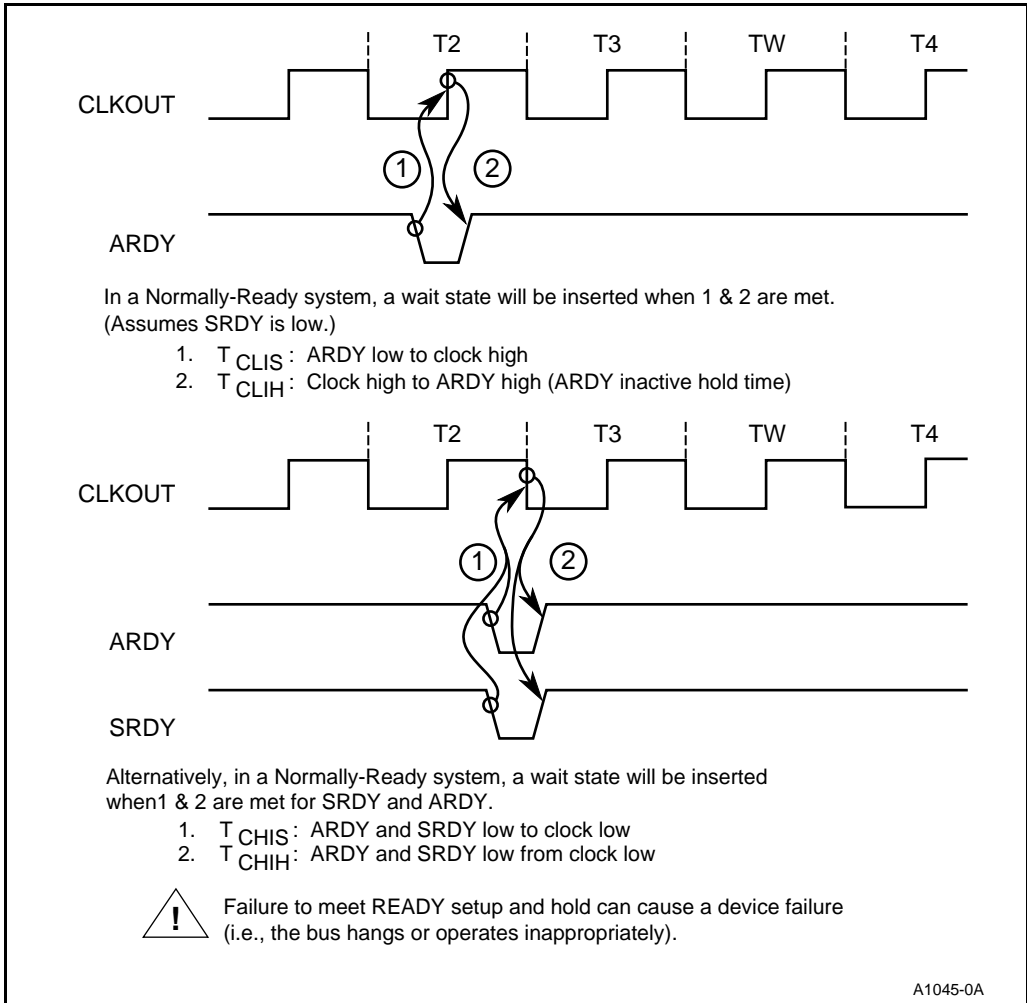 T2 T3 TW T4
CLKOUT
1 2
ARDY
In a Normally-Ready system, a wait state will be inserted when 1 & 2 are met.
(Assumes SRDY is low.)
1. T CLIS : ARDY low to clock high
2. T CLIH : Clock high to ARDY high (ARDY inactive hold time)
T2 T3 TW T4
CLKOUT
1 2
ARDY
SRDY
Alternatively, in a Normally-Ready system, a wait state will be inserted
when1 & 2 are met for SRDY and ARDY.
1. T CHIS : ARDY and SRDY low to clock low
2. T CHIH : ARDY and SRDY low from clock low
! Failure to meet READY setup and hold can cause a device failure
(i.e., the bus hangs or operates inappropriately).
A1045-0A